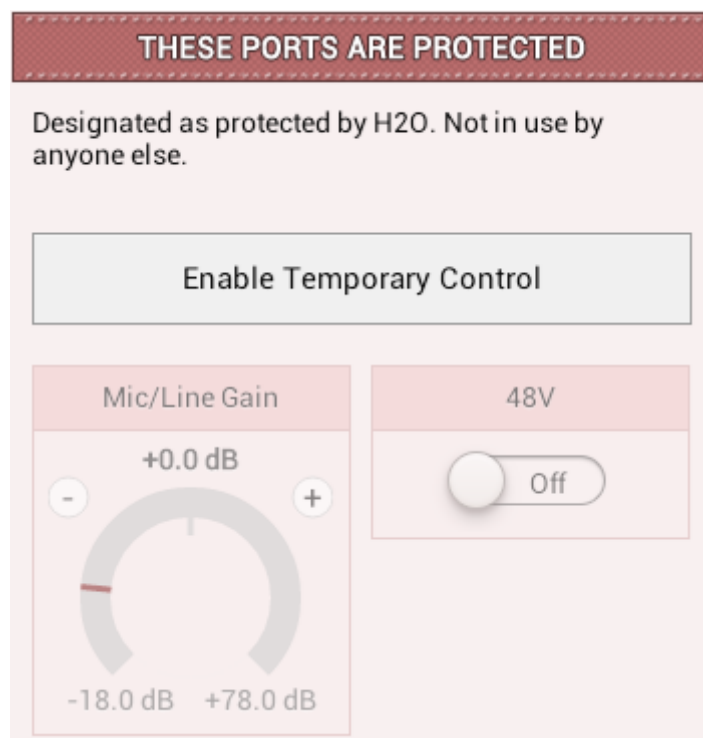 THESE PORTS ARE PROTECTED
Designated as protected by H2O. Not in use by
anyone else.
Enable Temporary Control
Mic/Line Gain
48V
+0.0 dB
-
+
Off
-18.0 dB
+78.0 dB